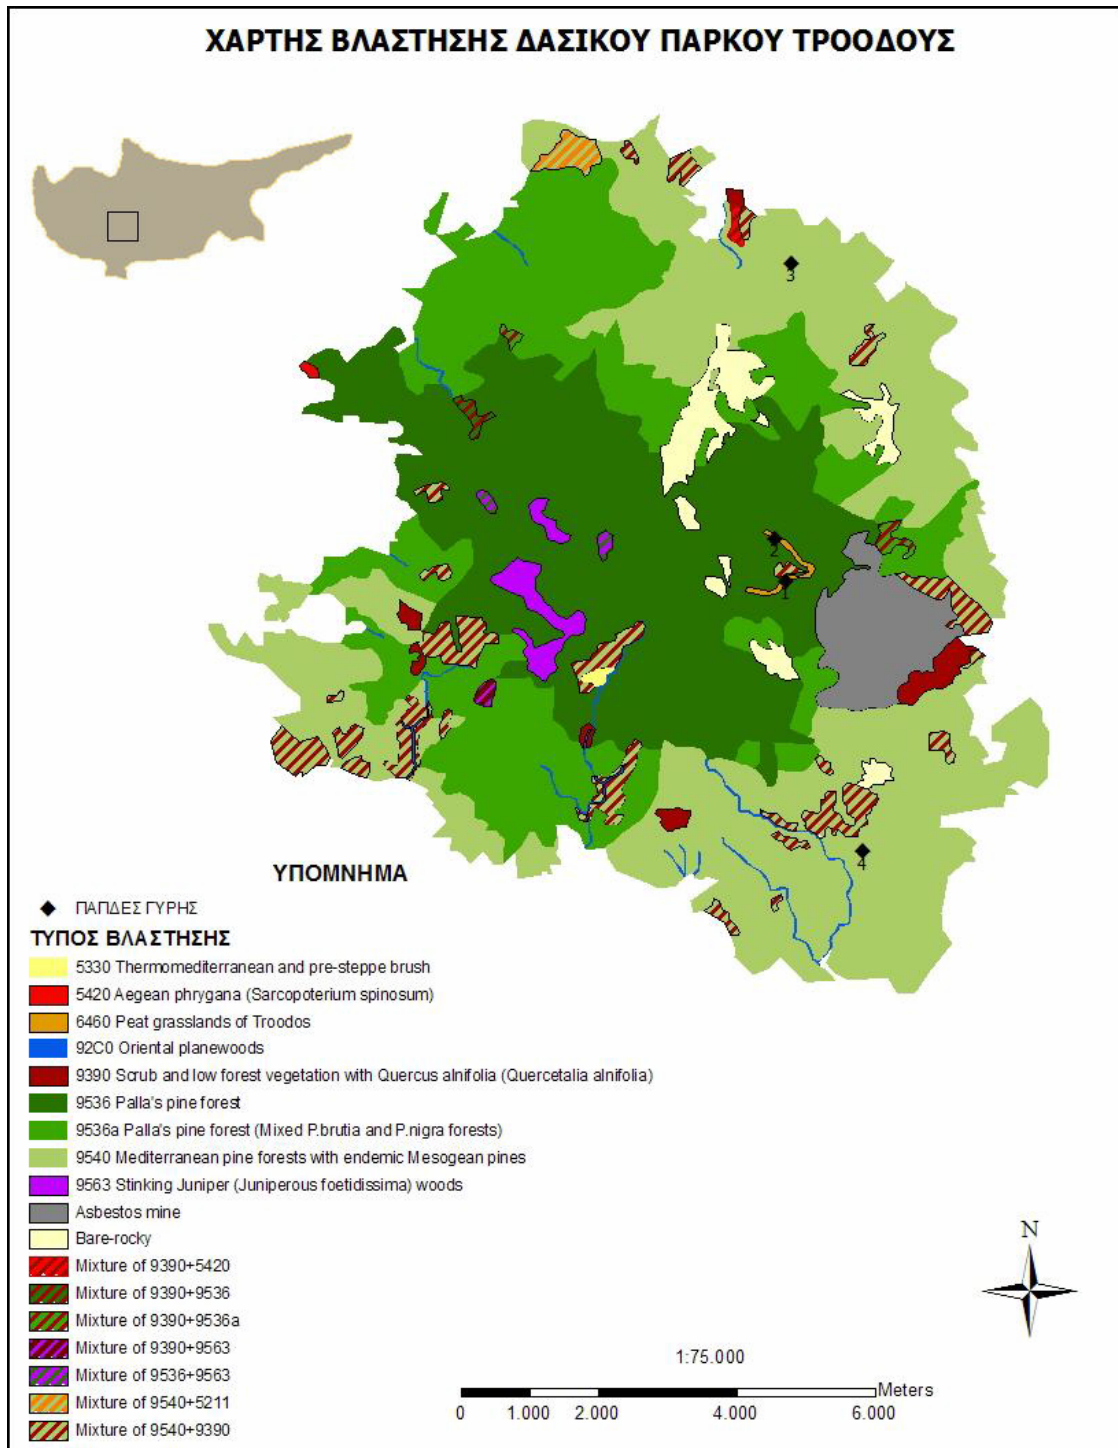 ΧΑΡΤΗΣ ΒΛΑΣΤΗΣΗΣ ΔΑΣΙΚΟΥ ΠΑΡΚΟΥ ΤΡΟΟΔΟΥΣ
3
2
1
4
ΥΠΟΜΝΗΜΑ
ΠΑΓΙΔΕΣ ΓΥΡΗΣ
ΤΥΠΟΣ ΒΛΑΣΤΗΣΗΣ
5330 Thermomediterranean and pre-steppe brush
5420 Aegean phrygana (Sarcopoterium spinosum)
6460 Peat grasslands of Troodos
92C0 Oriental planewoods
9390 Scrub and low forest vegetation with Quercus alnifolia (Quercetalia alnifolia)
9536 Palla's pine forest
9536a Palla's pine forest (Mixed P.brutia and P.nigra forests)
9540 Mediterranean pine forests with endemic Mesogean pines
9563 Stinking Juniper (Juniperous foetidissima) woods
Asbestos mine
Bare-rocky
Mixture of 9390+5420
Mixture of 9390+9536
Mixture of 9390+9536a
Mixture of 9390+9563
Mixture of 9536+9563
Mixture of 9540+5211
Mixture of 9540+9390
N
1:75.000
Meters
0 1.000 2.000 4.000 6.000